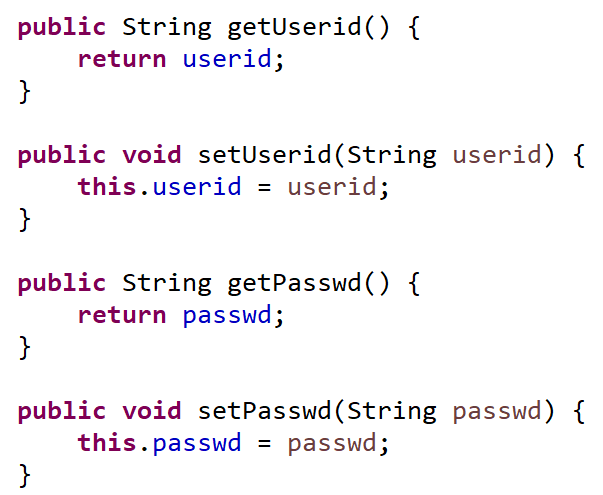 public String getUserid() {
    return userid;
}

public void setUserid(String userid) {
    this.userid = userid;
}

public String getPasswd() {
    return passwd;
}

public void setPasswd(String passwd) {
    this.passwd = passwd;
}